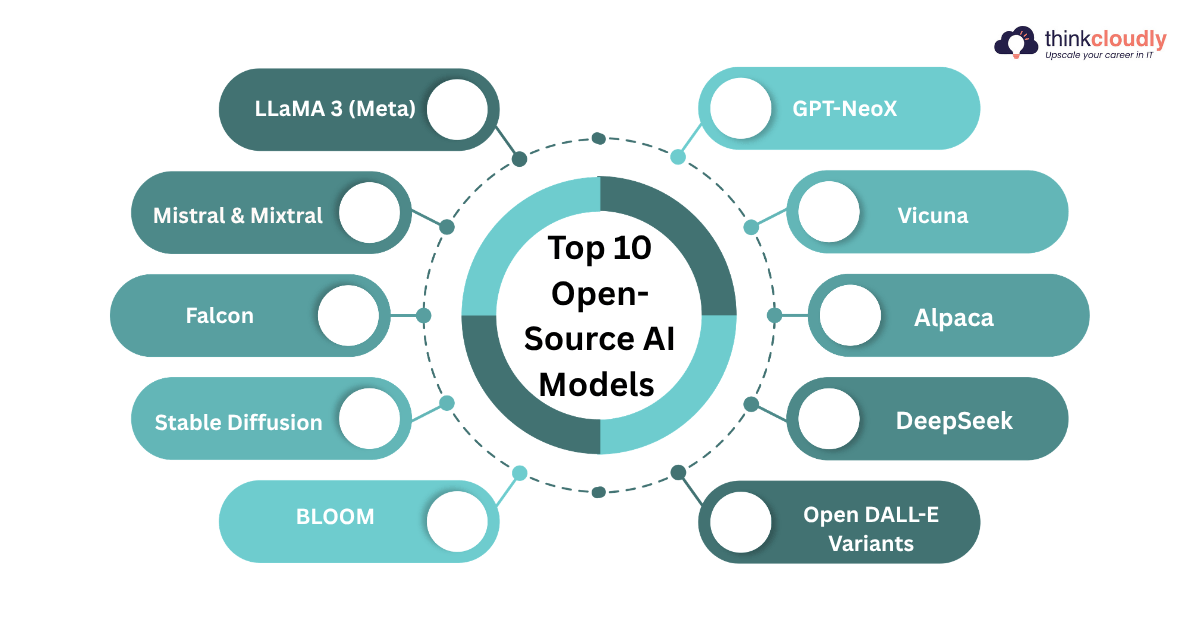 thinkcloudly
Upscale your career in IT
LLaMA 3 (Meta)
Mistral & Mixtral
Falcon
Stable Diffusion
BLOOM
Top 10
Open-
Source AI
Models
GPT-NeoX
Vicuna
Alpaca
DeepSeek
Open DALL-E
Variants